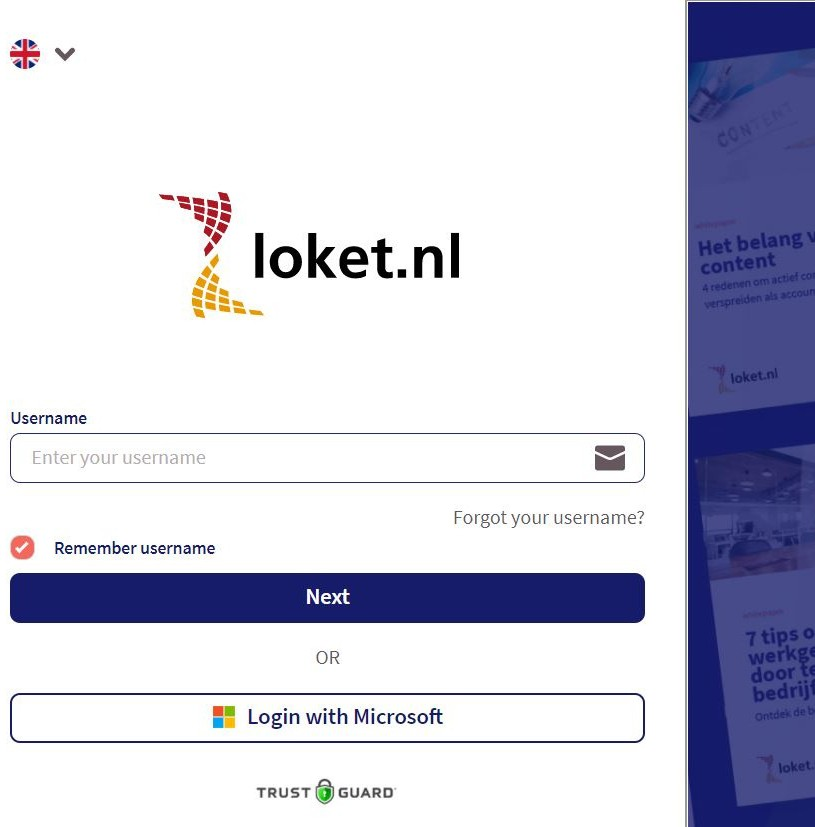 loket.nl
Username
Enter your username
Forgot your username?
Remember username
Next
OR
Login with Microsoft
TRUST GUARD
CONTENT
Het belang v
content
4 redenen om actief co
verspreiden als accoun
loket.nl
7 tips o
werkge
door te
bedrijf
Ontdek de b
loket.